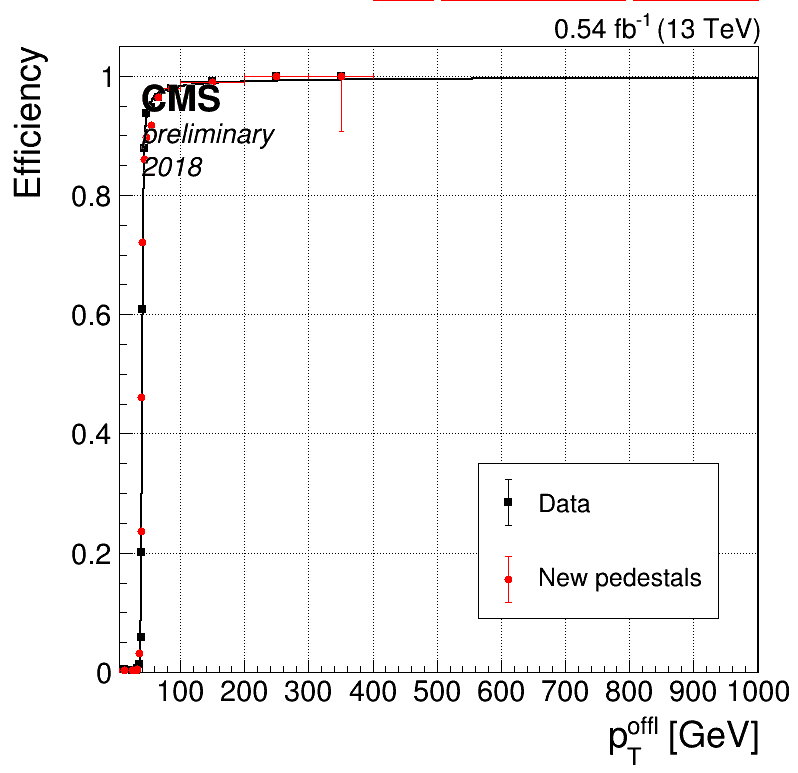 0.54 fb-1 (13 TeV)
Efficiency
1
CMS
preliminary
2018
0.8
0.6
0.4
Data
0.2
New pedestals
0
100 200 300 400 500 600 700 800 900 1000
pToffl [GeV]